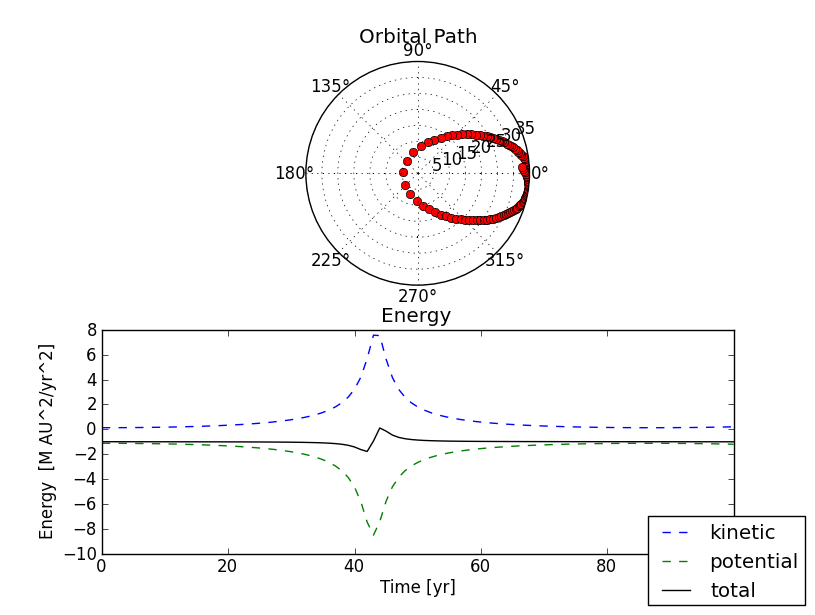 Orbital Path
90°
135° 45°
5 10 15 20 25 30 35
180° 0°
225° 315°
270°
Energy
8
6
4
2
0
−2
−4
−6
−8
−10
Energy [M AU^2/yr^2]
0 20 40 60 80
Time [yr]
kinetic
potential
total